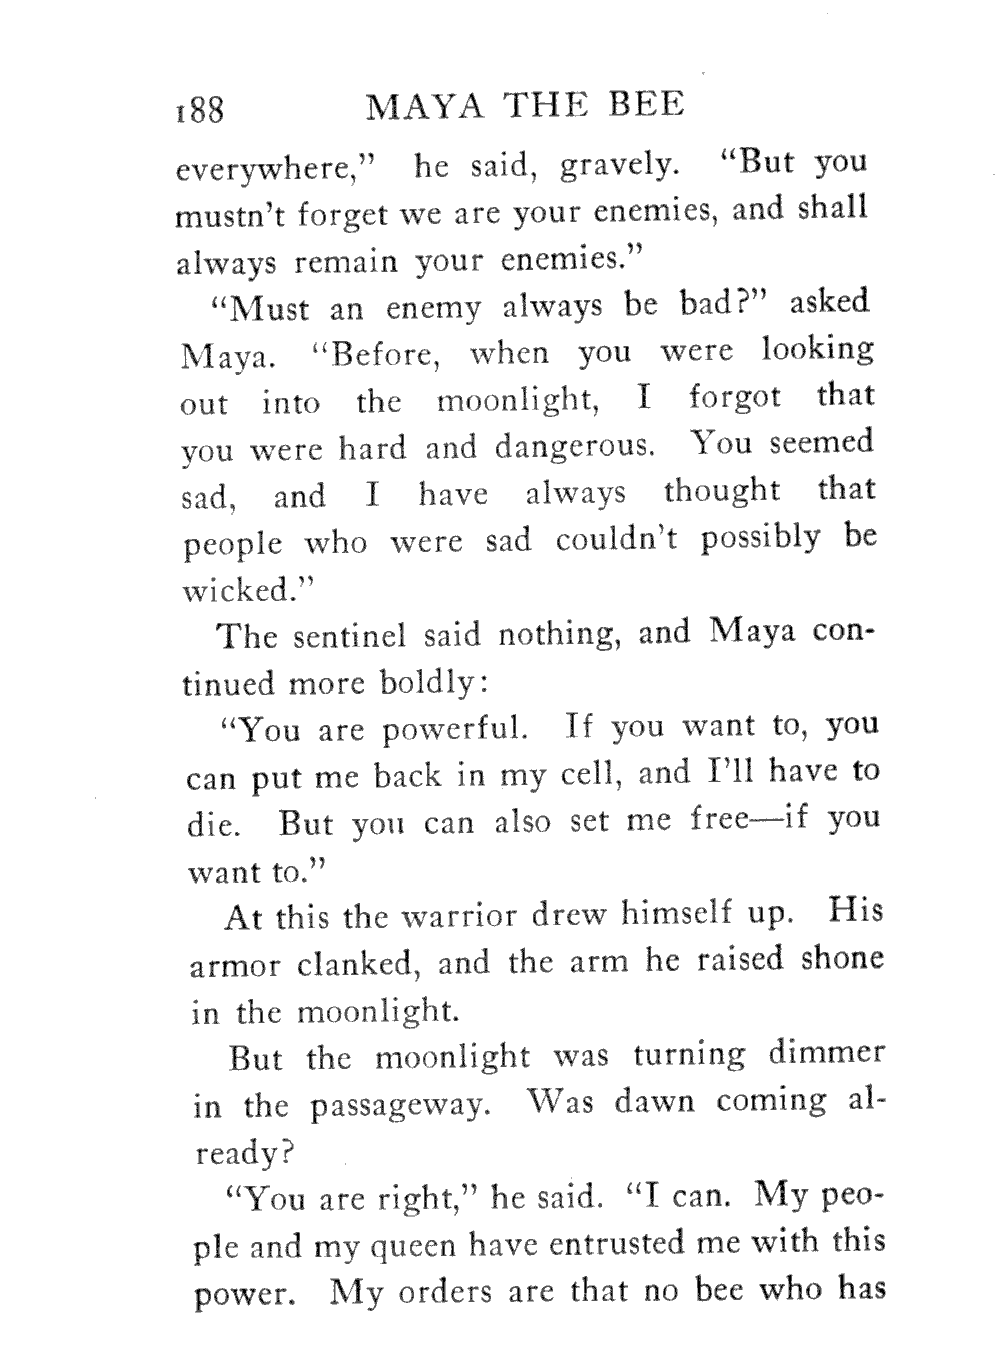 188 MAYA THE BEE
everywhere,” he said, gravely. “But you
mustn’t forget we are your enemies, and shall
always remain your enemies.”
“Must an enemy always be bad?” asked
Maya. “Before, when you were looking
out into the moonlight, I forgot that
you were hard and dangerous. You seemed
sad, and I have always thought that
people who were sad couldn’t possibly be
wicked.”
The sentinel said nothing, and Maya con-
tinued more boldly:
“You are powerful. If you want to, you
can put me back in my cell, and I’ll have to
die. But you can also set me free—if you
want to.”
At this the warrior drew himself up. His
armor clanked, and the arm he raised shone
in the moonlight.
But the moonlight was turning dimmer
in the passageway. Was dawn coming al-
ready?
“You are right,” he said. “I can. My peo-
ple and my queen have entrusted me with this
power. My orders are that no bee who has